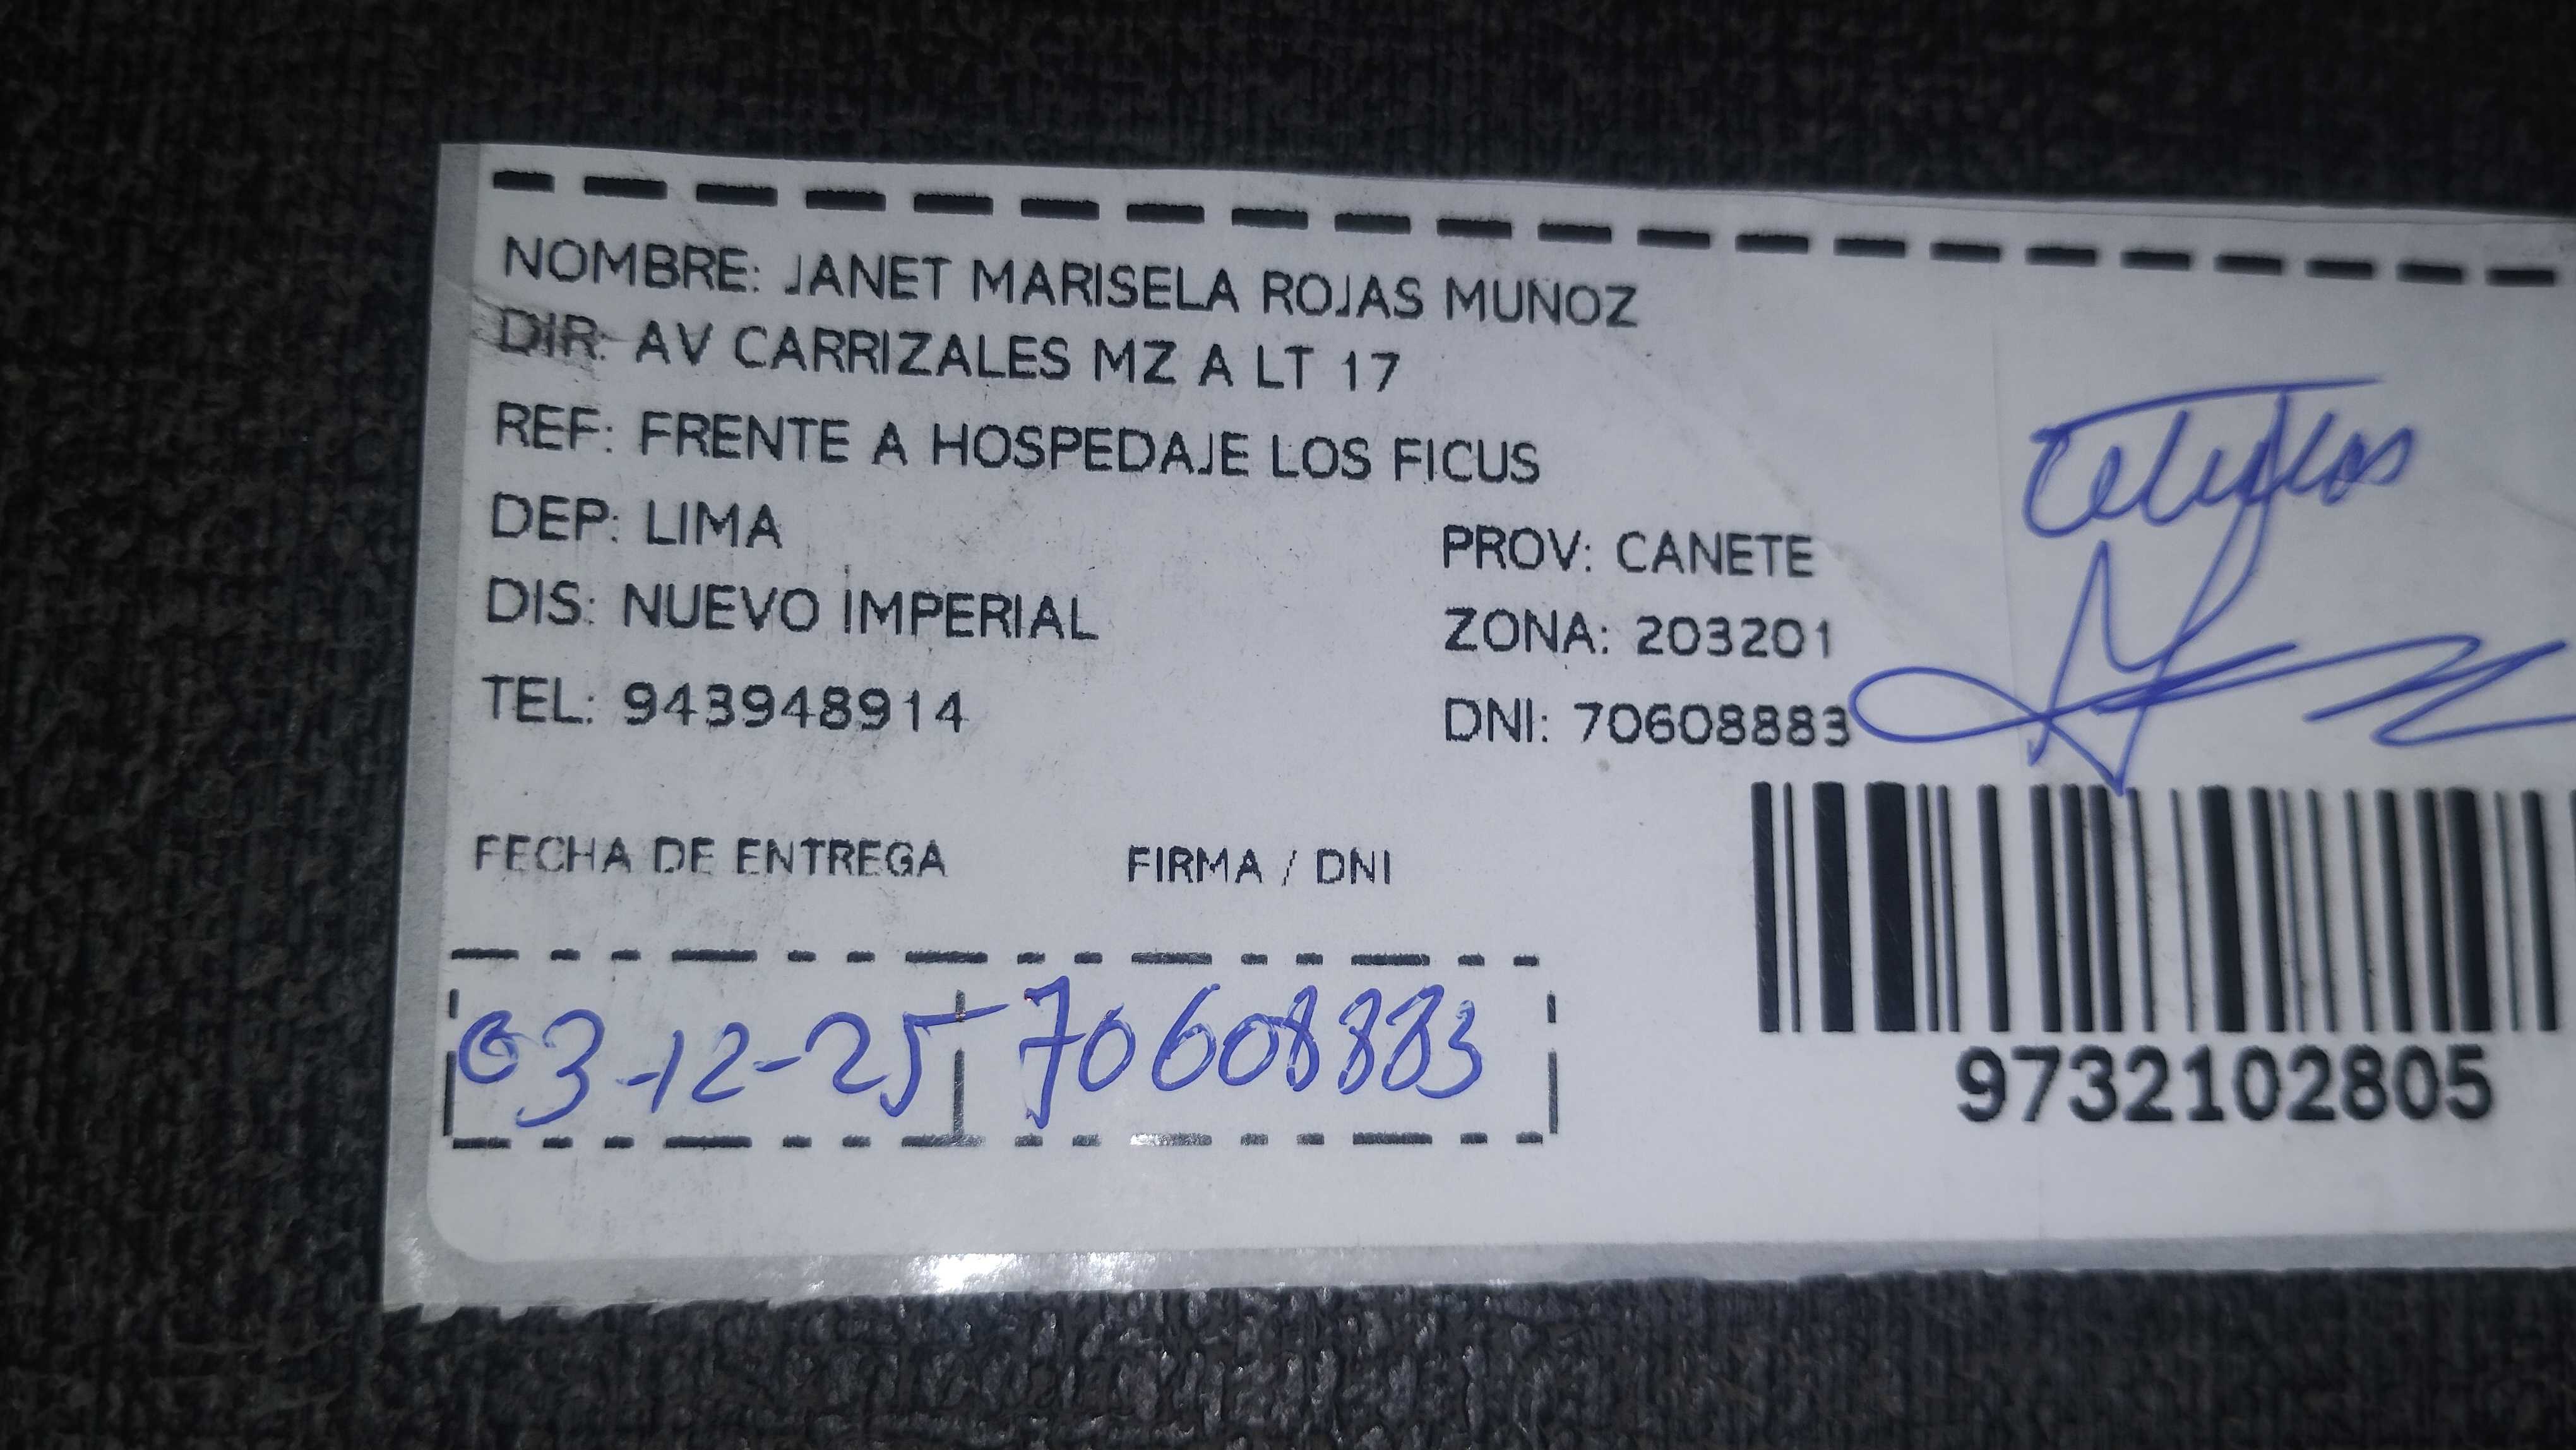 NOMBRE: JANET MARISELA ROJAS MUNOZ
DIR: AV CARRIZALES MZ A LT 17
REF: FRENTE A HOSPEDAJE LOS FICUS
DEP: LIMA
PROV: CANETE
DIS: NUEVO IMPERIAL
ZONA: 203201
TEL: 943948914
DNI: 70608883
FECHA DE ENTREGA
FIRMA / DNI
03-12-25
70608883
9732102805